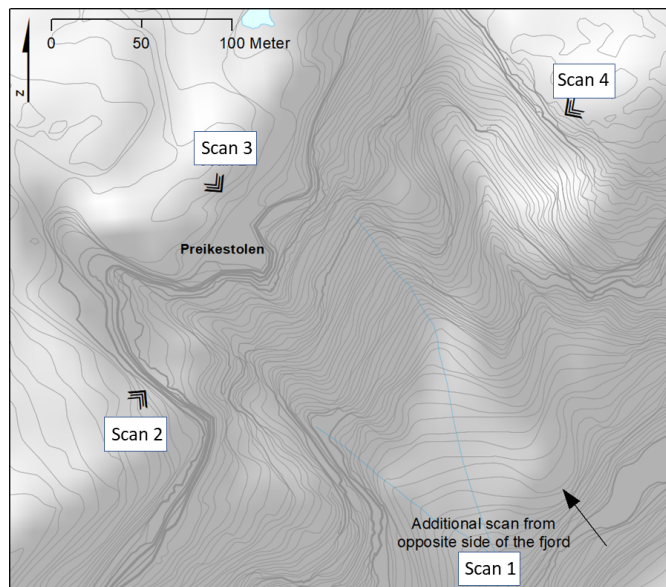 0 50 100 Meter
N
Scan 4
Scan 3
Preikestolen
Scan 2
Additional scan from
opposite side of the fjord
Scan 1